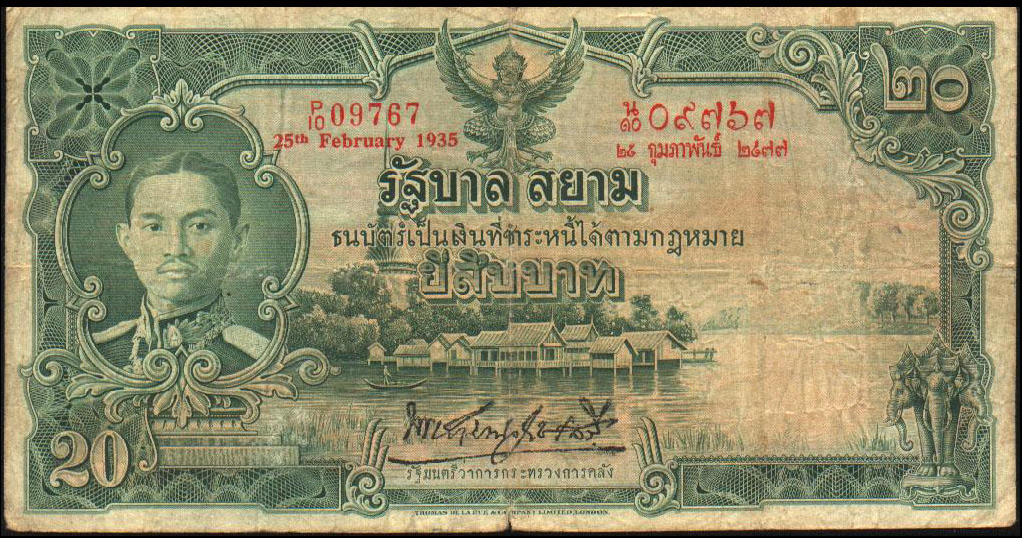 ๒๐
P/10 09767
25th February 1935
น/๑๐ ๐๙๗๖๗
๒๕ กุมภาพันธ์ ๒๔๗๗
รัฐบาล สยาม
ธนบัตร์เป็นเงินที่ชำระหนี้ได้ตามกฎหมาย
ยี่สิบบาท
รัฐมนตรีว่าการกระทรวงการคลัง
20
THOMAS DE LA RUE & COMPANY LIMITED, LONDON.